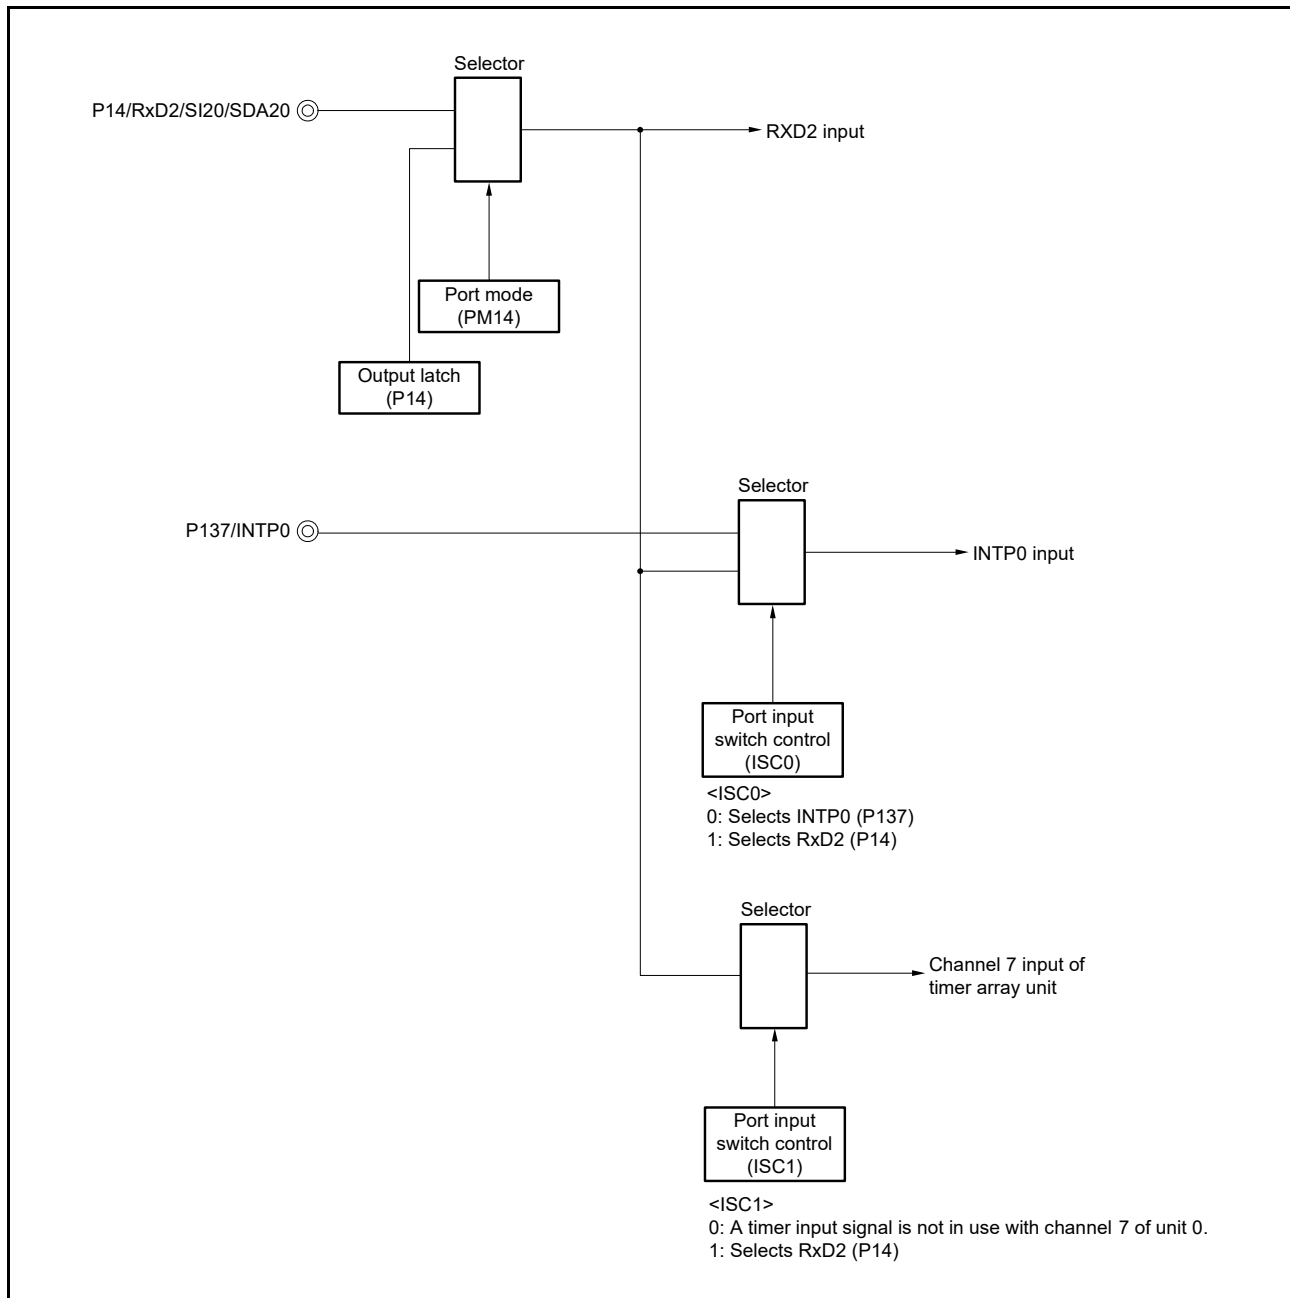 Selector
P14/RxD2/SI20/SDA20
RXD2 input
Port mode
(PM14)
Output latch
(P14)
Selector
P137/INTP0
INTP0 input
Port input
switch control
(ISC0)
<ISC0>
0: Selects INTP0 (P137)
1: Selects RxD2 (P14)
Selector
Channel 7 input of
timer array unit
Port input
switch control
(ISC1)
<ISC1>
0: A timer input signal is not in use with channel 7 of unit 0.
1: Selects RxD2 (P14)